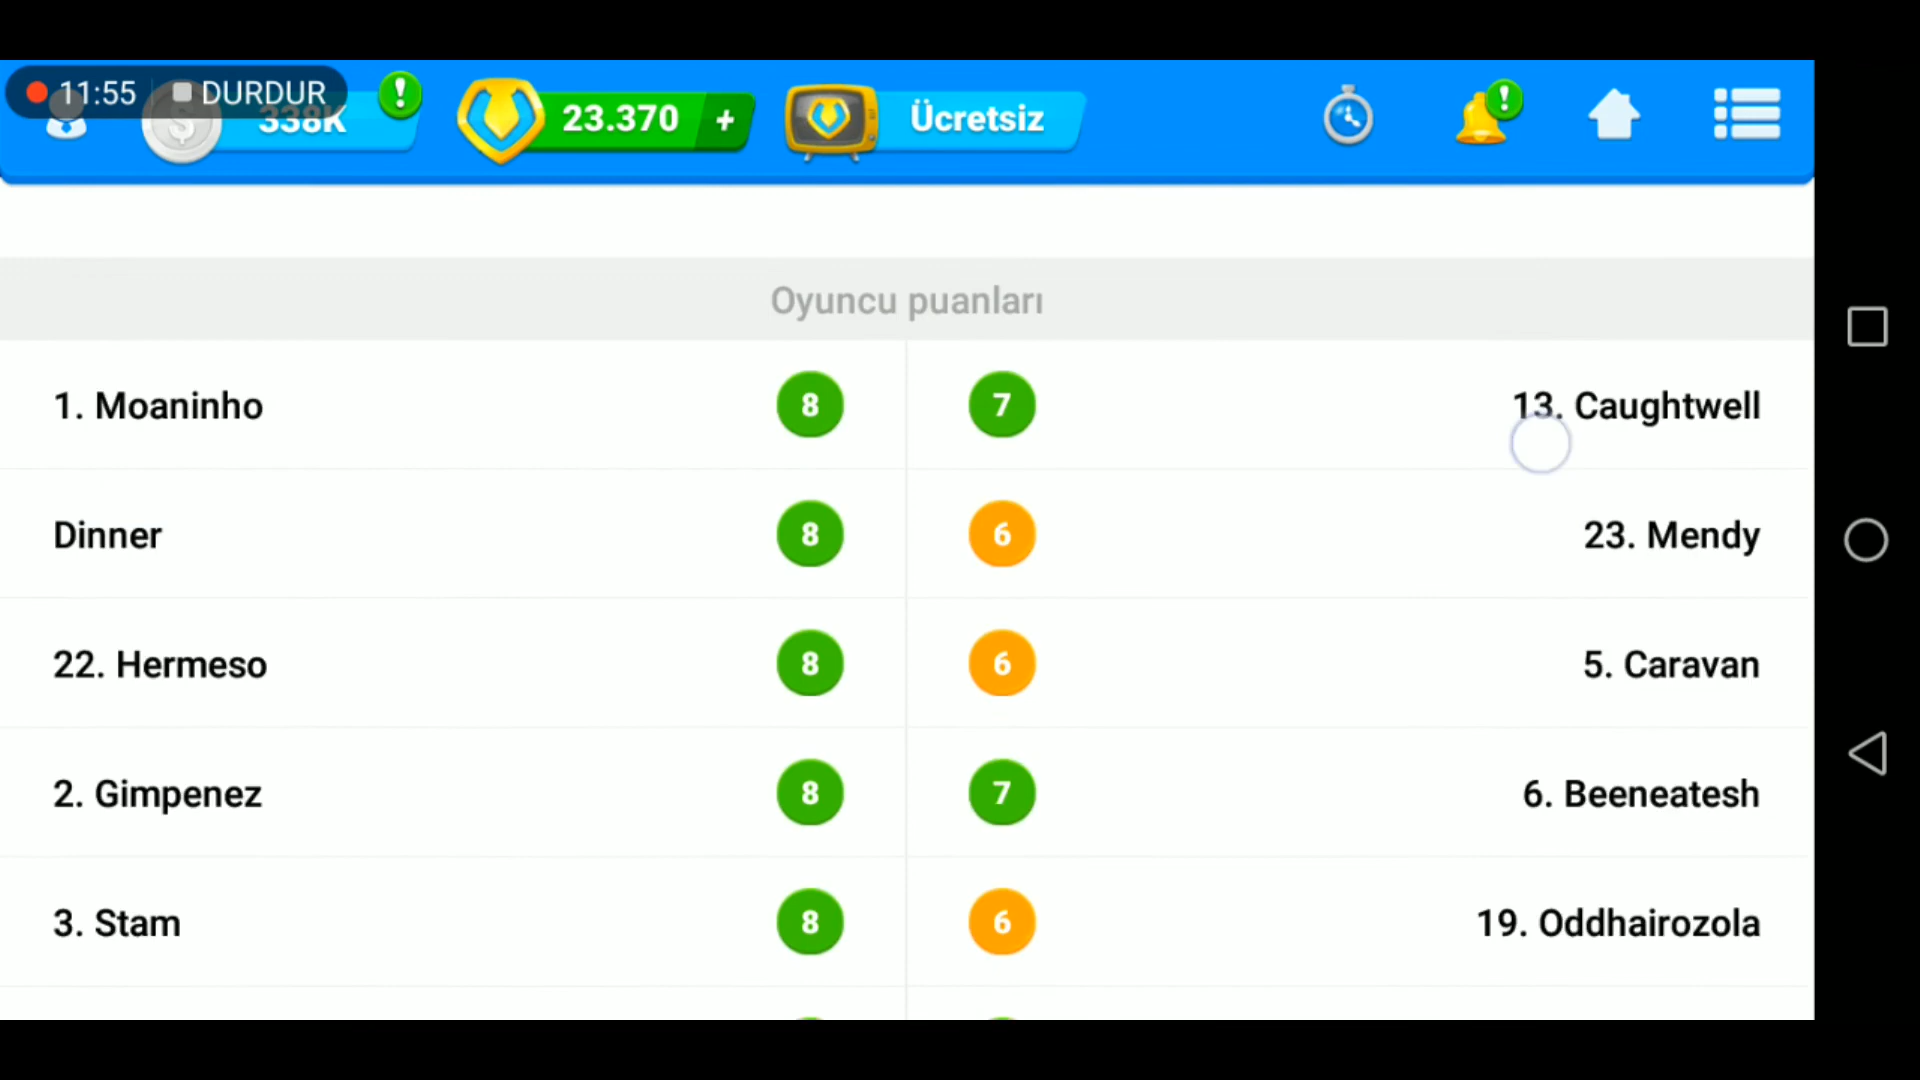 11:55 DURDUR
338K 23.370 + Ücretsiz
Oyuncu puanları
1. Moaninho 8 7 13. Caughtwell
Dinner 8 6 23. Mendy
22. Hermeso 8 6 5. Caravan
2. Gimpenez 8 7 6. Beeneatesh
3. Stam 8 6 19. Oddhairozola